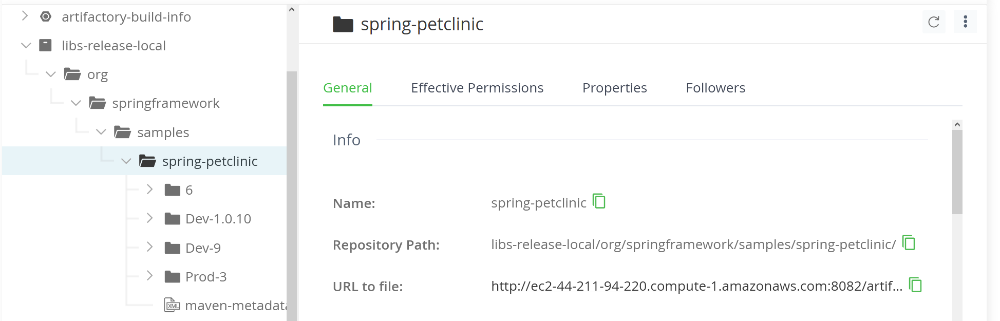 artifactory-build-info
libs-release-local
org
springframework
samples
spring-petclinic
6
Dev-1.0.10
Dev-9
Prod-3
XML maven-metadata
spring-petclinic
General Effective Permissions Properties Followers
Info
Name: spring-petclinic
Repository Path: libs-release-local/org/springframework/samples/spring-petclinic/
URL to file: http://ec2-44-211-94-220.compute-1.amazonaws.com:8082/artif...